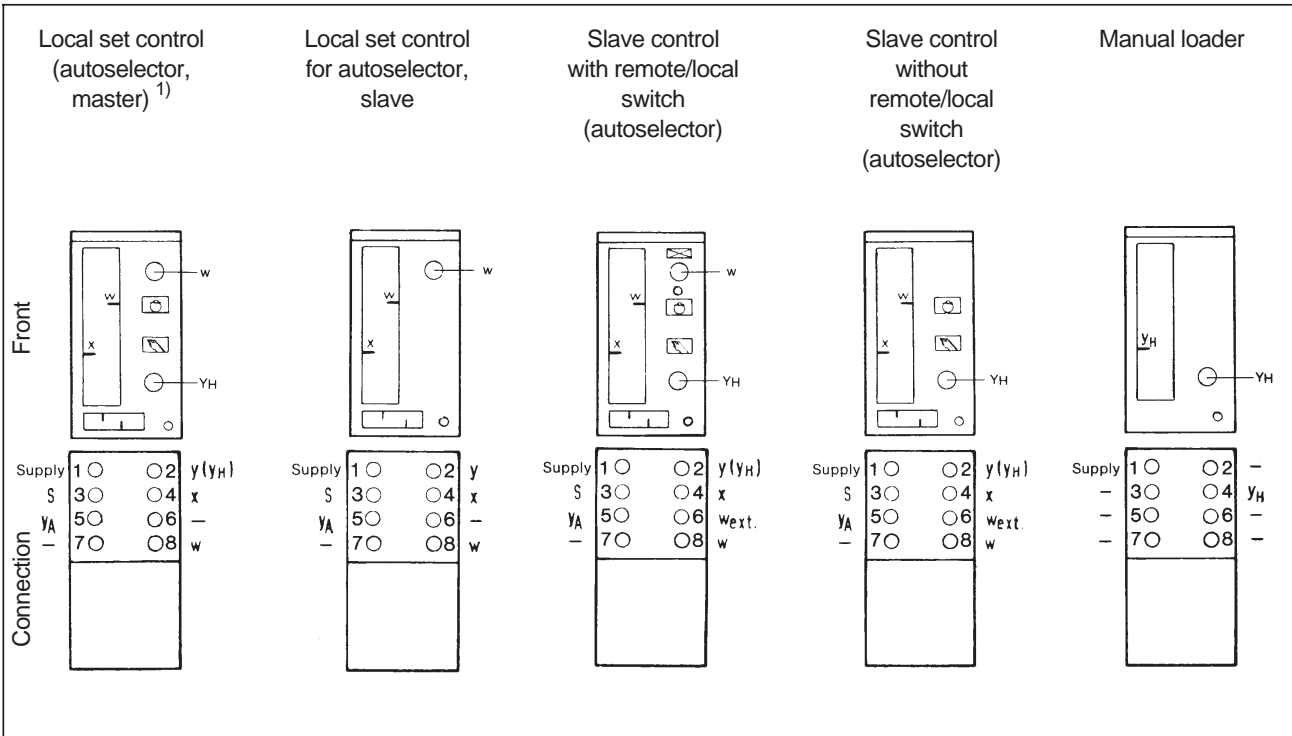 Local set control
(autoselector,
master) 1)
Local set control
for autoselector,
slave
Slave control
with remote/local
switch
(autoselector)
Slave control
without
remote/local
switch
(autoselector)
Manual loader
Front
w
w
x
YH
w
w
x
w
w
x
YH
w
x
YH
yH
YH
Connection
Supply 1 2 y(yH)
S 3 4 x
yA 5 6 –
– 7 8 w
Supply 1 2 y
S 3 4 x
yA 5 6 –
– 7 8 w
Supply 1 2 y(yH)
S 3 4 x
yA 5 6 wext.
– 7 8 w
Supply 1 2 y(yH)
S 3 4 x
yA 5 6 wext.
– 7 8 w
Supply 1 2 –
– 3 4 yH
– 5 6 –
– 7 8 –